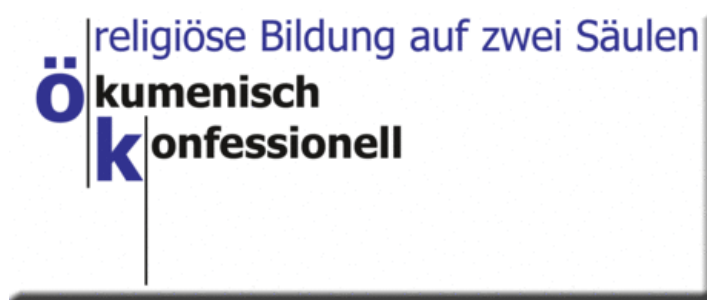 religiöse Bildung auf zwei Säulen
ökumenisch
konfessionell